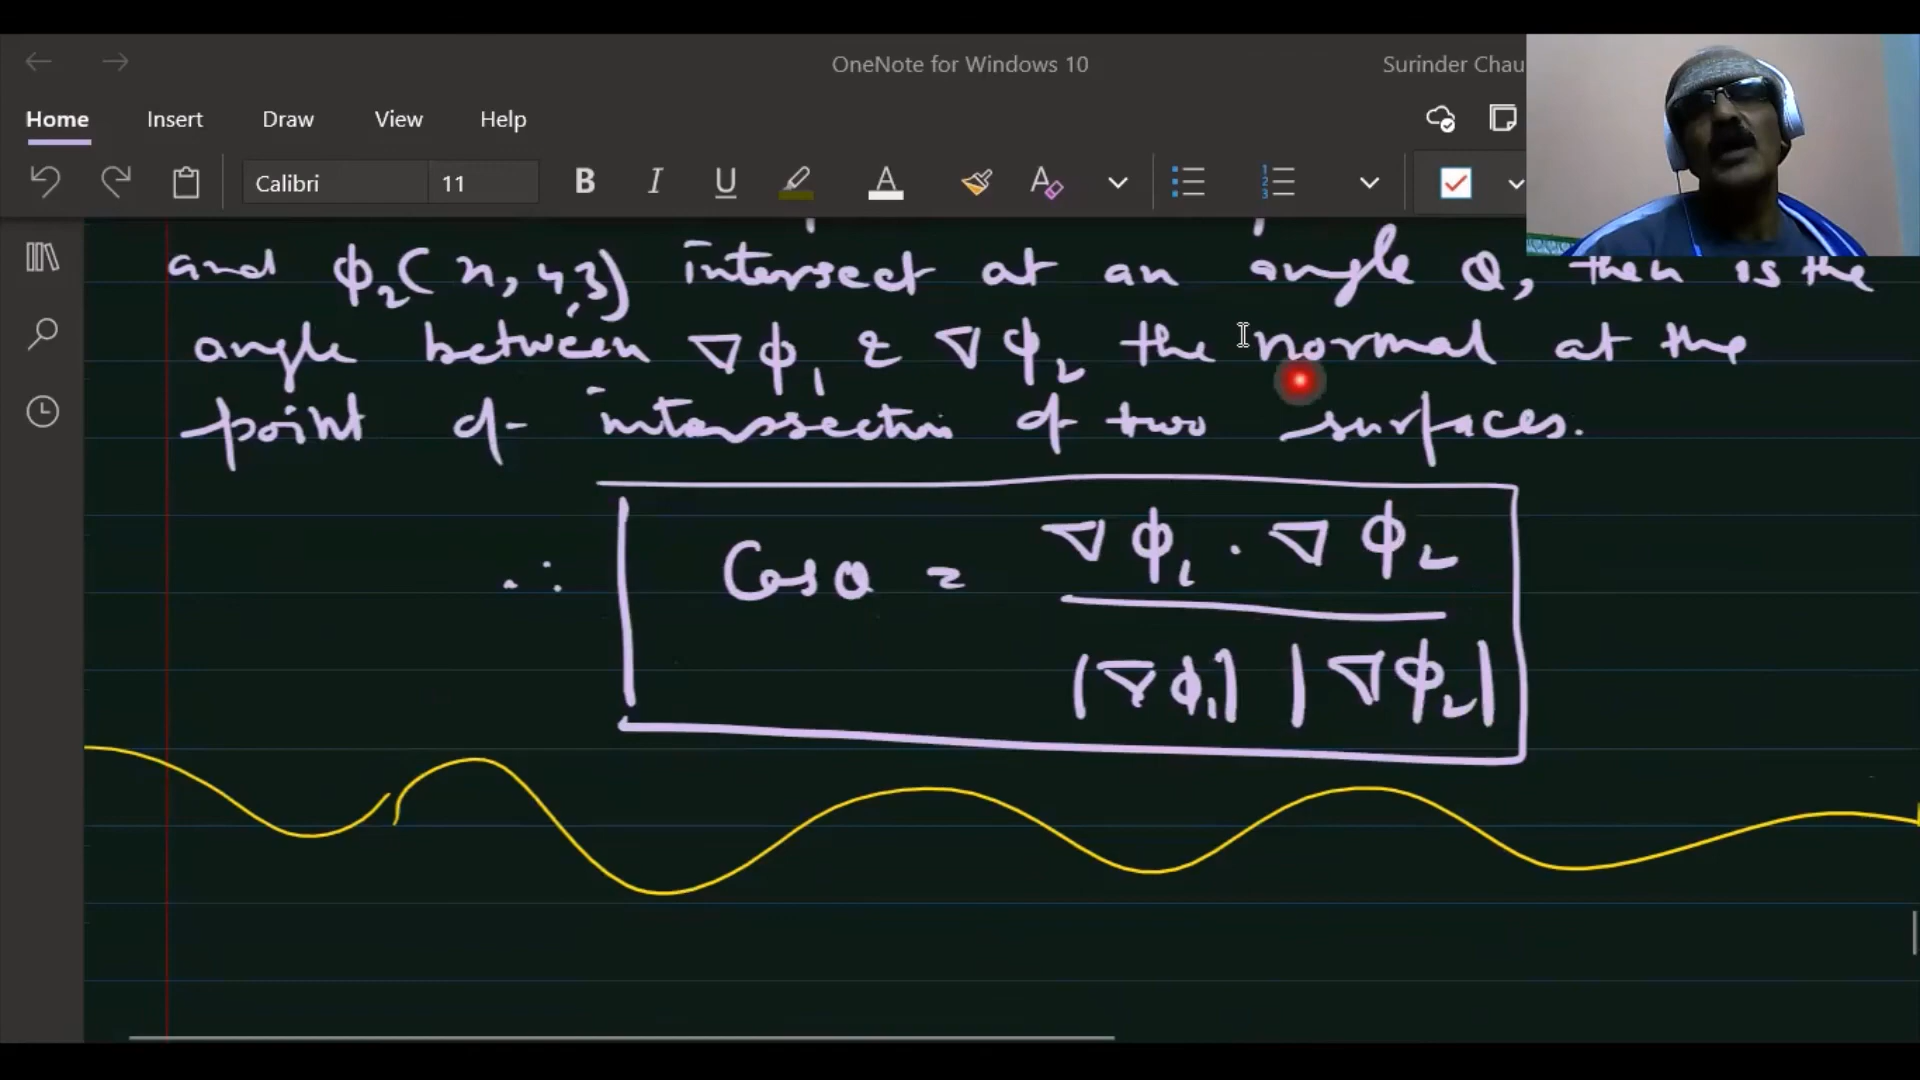 OneNote for Windows 10
Surinder Chau
Home Insert Draw View Help
Calibri 11 B I U A A
and ϕ₂(x, y, z) intersect at an angle θ, then is the
angle between ∇ϕ₁ & ∇ϕ₂ the normal at the
point of intersection of two surfaces.
∴ Cos θ = ∇ϕ₁ . ∇ϕ₂
|∇ϕ₁| |∇ϕ₂|